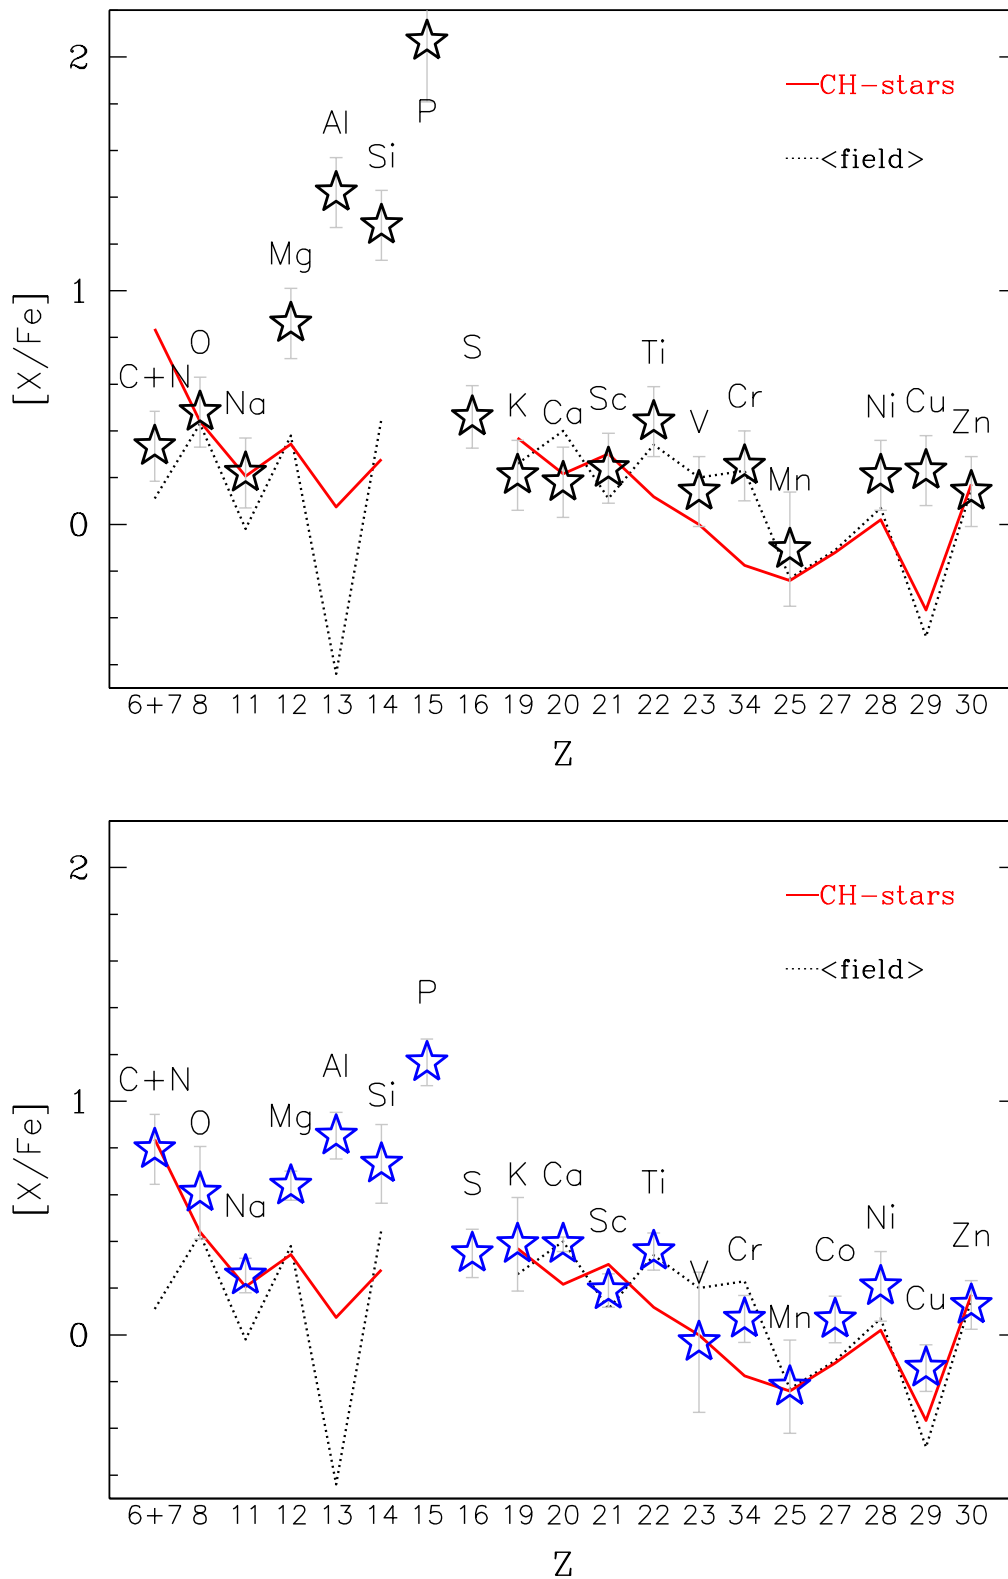 2
CH-stars
P
Al
<field>
Si
Mg
1
[X/Fe]
O
S
Ti
C+N
Na
K
Ca
Sc
V
Cr
Ni
Cu
Zn
Mn
0
6+7 8 11 12 13 14 15 16 19 20 21 22 23 34 25 27 28 29 30
Z
2
CH-stars
<field>
P
Al
C+N
Si
O
Mg
1
[X/Fe]
Na
S
K
Ca
Sc
Ti
V
Cr
Mn
Co
Ni
Cu
Zn
0
6+7 8 11 12 13 14 15 16 19 20 21 22 23 34 25 27 28 29 30
Z